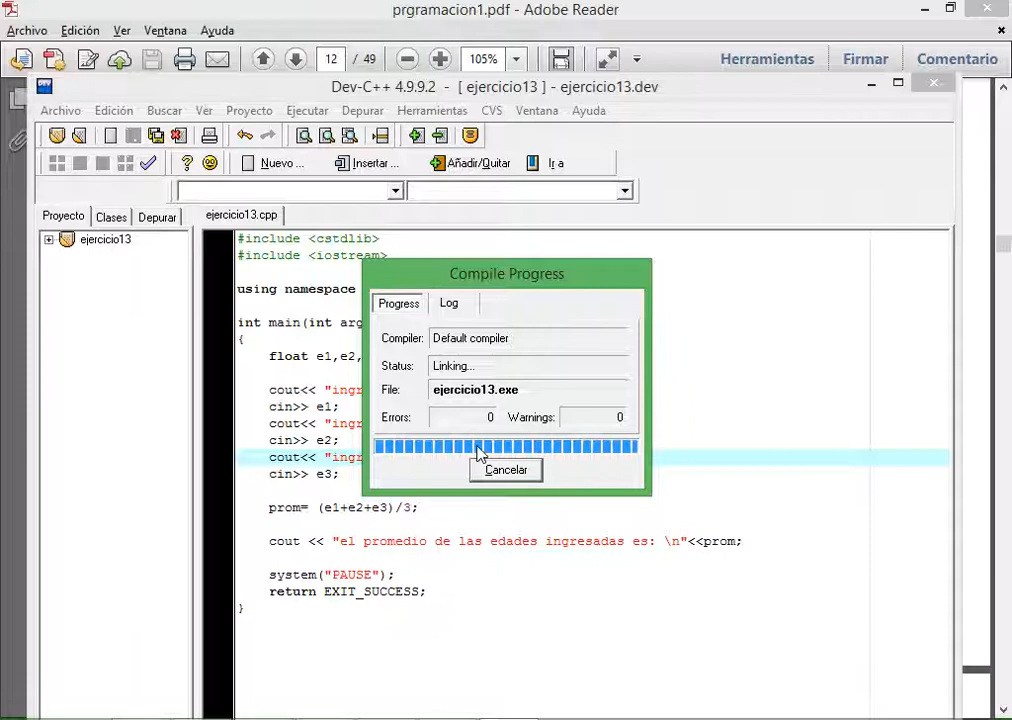 prgramacion1.pdf - Adobe Reader
Archivo Edición Ver Ventana Ayuda
12 / 49 105% Herramientas Firmar Comentario
Dev-C++ 4.9.9.2 - [ ejercicio13 ] - ejercicio13.dev
Archivo Edición Buscar Ver Proyecto Ejecutar Depurar Herramientas CVS Ventana Ayuda
Nuevo ... Insertar ... Añadir/Quitar Ir a
Proyecto Clases Depurar ejercicio13.cpp
ejercicio13
#include <cstdlib>
#include <iostream>
using namespace
int main(int arg
{
float e1,e2,
cout<< "ingr
cin>> e1;
cout<< "ingr
cin>> e2;
cout<< "ingr
cin>> e3;
prom= (e1+e2+e3)/3;
cout << "el promedio de las edades ingresadas es: \n"<<prom;
system("PAUSE");
return EXIT_SUCCESS;
}
Compile Progress
Progress Log
Compiler: Default compiler
Status: Linking...
File: ejercicio13.exe
Errors: 0 Warnings: 0
Cancelar